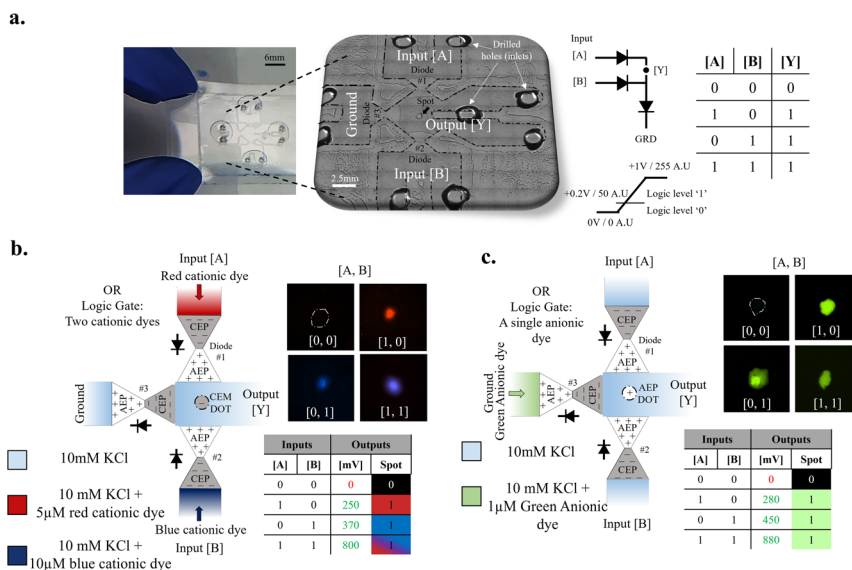 a.
6mm
Input [A]
Drilled
holes (inlets)
Diode
#1
Ground
Diode
#3
Spot
Output [Y]
#2
Diode
Input [B]
2.5mm
Input
[A]
[B]
[Y]
GRD
+1V / 255 A.U
+0.2V / 50 A.U
Logic level ‘1’
Logic level ‘0’
0V / 0 A.U
[A] [B] [Y]
0 0 0
1 0 1
0 1 1
1 1 1
b.
OR
Logic Gate:
Two cationic dyes
Input [A]
Red cationic dye
CEP
Diode
#1
AEP
Ground
AEP
#3
CEP
CEM
DOT
Output
[Y]
AEP
#2
CEP
Blue cationic dye
Input [B]
10mM KCl
10 mM KCl +
5µM red cationic dye
10 mM KCl +
10µM blue cationic dye
[A, B]
[0, 0]
[1, 0]
[0, 1]
[1, 1]
Inputs Outputs
[A] [B] [mV] Spot
0 0 0 0
1 0 250 1
0 1 370 1
1 1 800 1
c.
OR
Logic Gate:
A single anionic
dye
Input [A]
CEP
Diode
#1
AEP
Ground
Green Anionic dye
AEP
#3
CEP
AEP
DOT
Output
[Y]
AEP
#2
CEP
Input [B]
10mM KCl
10 mM KCl +
1µM Green Anionic
dye
[A, B]
[0, 0]
[1, 0]
[0, 1]
[1, 1]
Inputs Outputs
[A] [B] [mV] Spot
0 0 0 0
1 0 280 1
0 1 450 1
1 1 880 1